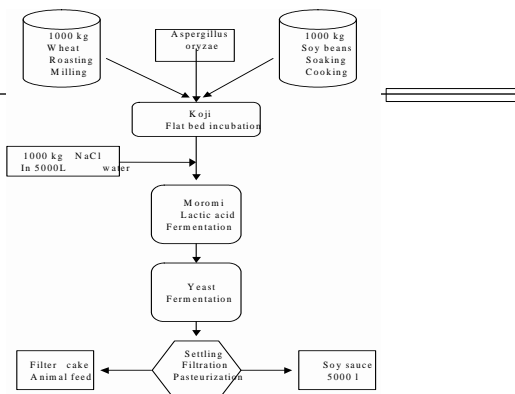 1000 kg
Wheat
Roasting
Milling
Aspergillus
oryzae
1000 kg
Soy beans
Soaking
Cooking
Koji
Flat bed incubation
1000 kg NaCl
In 5000L water
Moromi
Lactic acid
Fermentation
Yeast
Fermentation
Settling
Filtration
Pasteurization
Filter cake
Animal feed
Soy sauce
5000 l